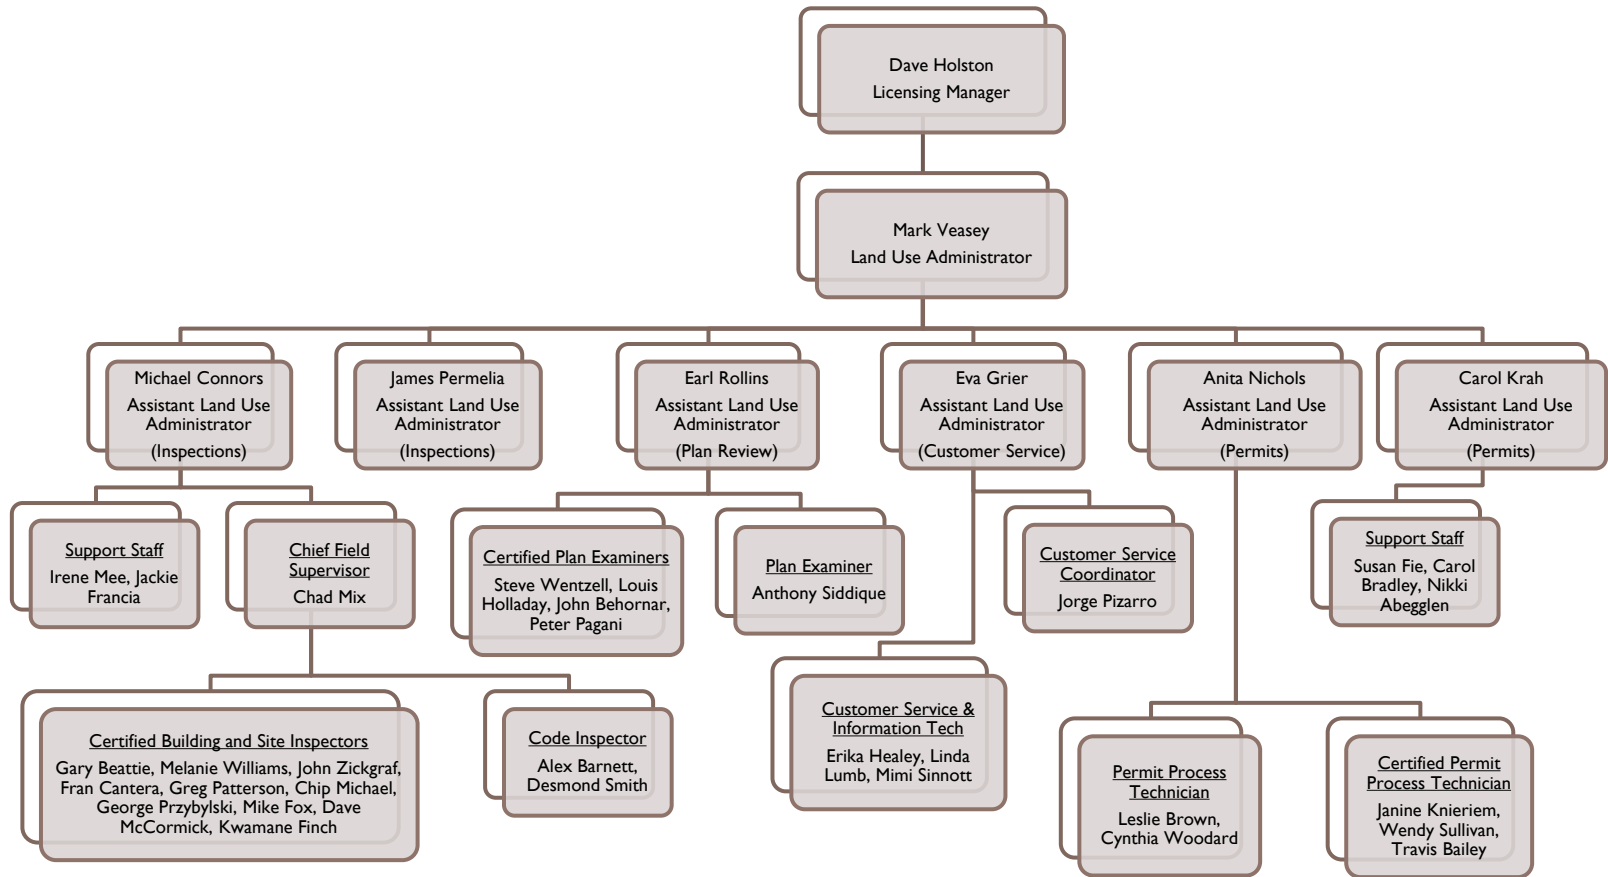 Dave Holston
Licensing Manager
Mark Veasey
Land Use Administrator
Michael Connors
Assistant Land Use
Administrator
(Inspections)
James Permelia
Assistant Land Use
Administrator
(Inspections)
Earl Rollins
Assistant Land Use
Administrator
(Plan Review)
Eva Grier
Assistant Land Use
Administrator
(Customer Service)
Anita Nichols
Assistant Land Use
Administrator
(Permits)
Carol Krah
Assistant Land Use
Administrator
(Permits)
Support Staff
Irene Mee, Jackie
Francia
Chief Field
Supervisor
Chad Mix
Certified Plan Examiners
Steve Wentzell, Louis
Holladay, John Behornar,
Peter Pagani
Plan Examiner
Anthony Siddique
Customer Service
Coordinator
Jorge Pizarro
Support Staff
Susan Fie, Carol
Bradley, Nikki
Abegglen
Certified Building and Site Inspectors
Gary Beattie, Melanie Williams, John Zickgraf,
Fran Cantera, Greg Patterson, Chip Michael,
George Przybylski, Mike Fox, Dave
McCormick, Kwamane Finch
Code Inspector
Alex Barnett,
Desmond Smith
Customer Service &
Information Tech
Erika Healey, Linda
Lumb, Mimi Sinnott
Permit Process
Technician
Leslie Brown,
Cynthia Woodard
Certified Permit
Process Technician
Janine Knieriem,
Wendy Sullivan,
Travis Bailey